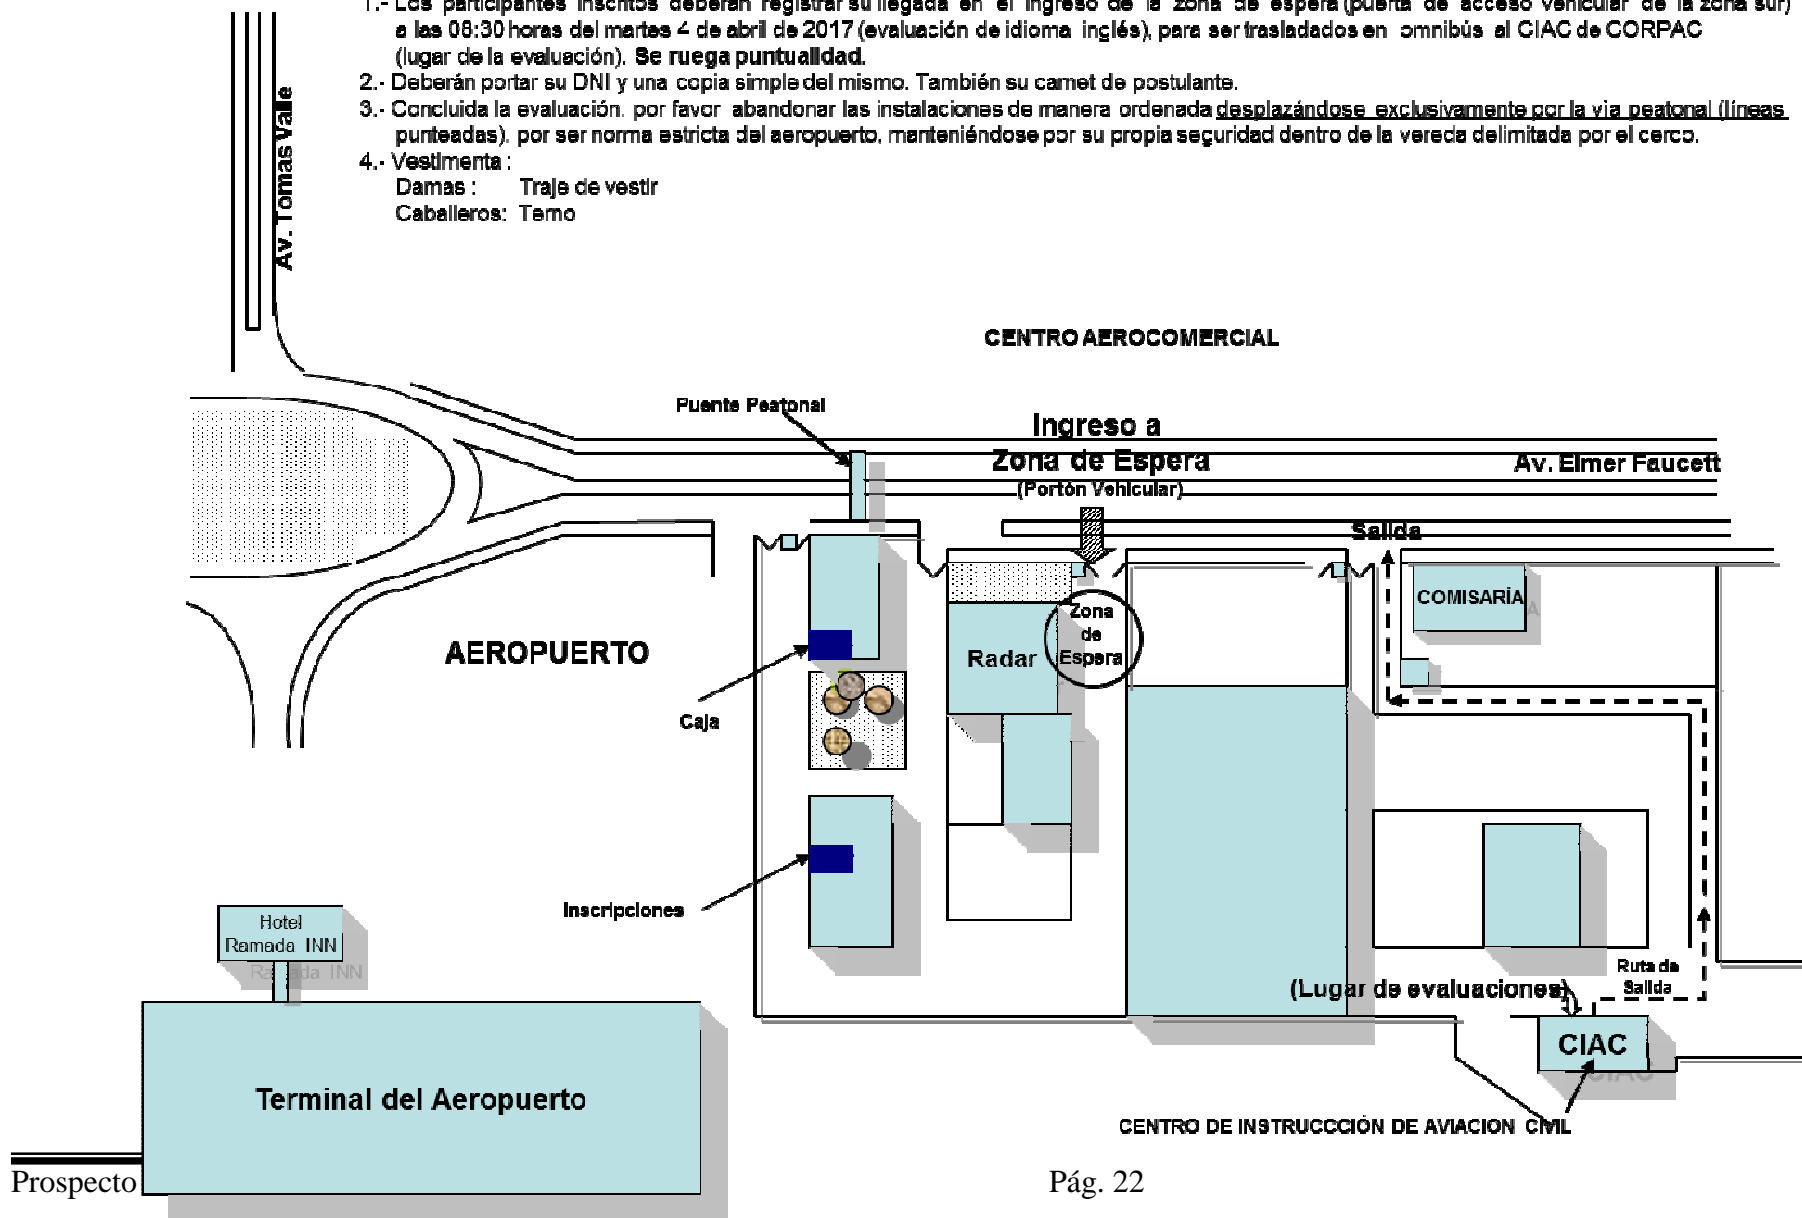 1.- Los participantes inscritos deberán registrar su llegada en el ingreso de la zona de espera (puerta de acceso vehicular de la zona sur)
a las 08:30 horas del martes 4 de abril de 2017 (evaluación de idioma inglés), para ser trasladados en omnibús al CIAC de CORPAC
(lugar de la evaluación). Se ruega puntualidad.
2.- Deberán portar su DNI y una copia simple del mismo. También su carnet de postulante.
3.- Concluida la evaluación, por favor abandonar las instalaciones de manera ordenada desplazándose exclusivamente por la vía peatonal (líneas
punteadas), por ser norma estricta del aeropuerto, manteniéndose por su propia seguridad dentro de la vereda delimitada por el cerco.
4.- Vestimenta :
Damas : Traje de vestir
Caballeros: Terno
Av. Tomas Valle
CENTRO AEROCOMERCIAL
Puente Peatonal
Ingreso a
Zona de Espera
(Portón Vehicular)
Av. Elmer Faucett
Salida
COMISARÍA
Zona
de
Espera
Radar
AEROPUERTO
Caja
Inscripciones
Hotel
Ramada INN
Ruta de
Salida
(Lugar de evaluaciones)
CIAC
Terminal del Aeropuerto
CENTRO DE INSTRUCCCIÓN DE AVIACION CIVIL
Prospecto
Pág. 22